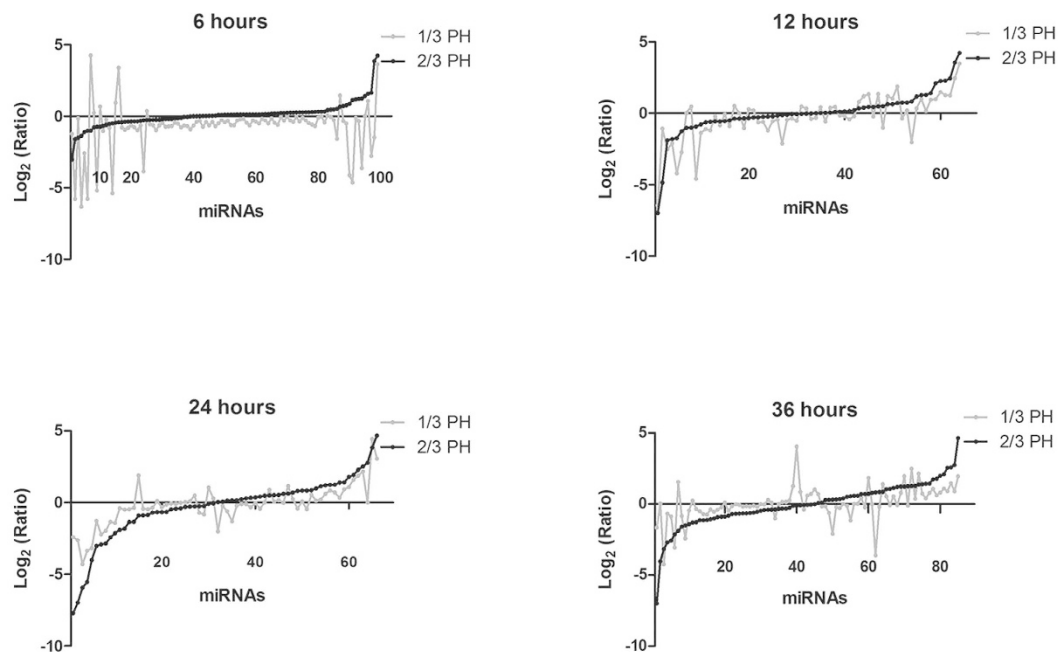 6 hours
1/3 PH
2/3 PH
5
0
-5
-10
Log2 (Ratio)
10 20 40 60 80 100
miRNAs
12 hours
1/3 PH
2/3 PH
5
0
-5
-10
Log2 (Ratio)
20 40 60
miRNAs
24 hours
1/3 PH
2/3 PH
5
0
-5
-10
Log2 (Ratio)
20 40 60
miRNAs
36 hours
1/3 PH
2/3 PH
5
0
-5
-10
Log2 (Ratio)
20 40 60 80
miRNAs